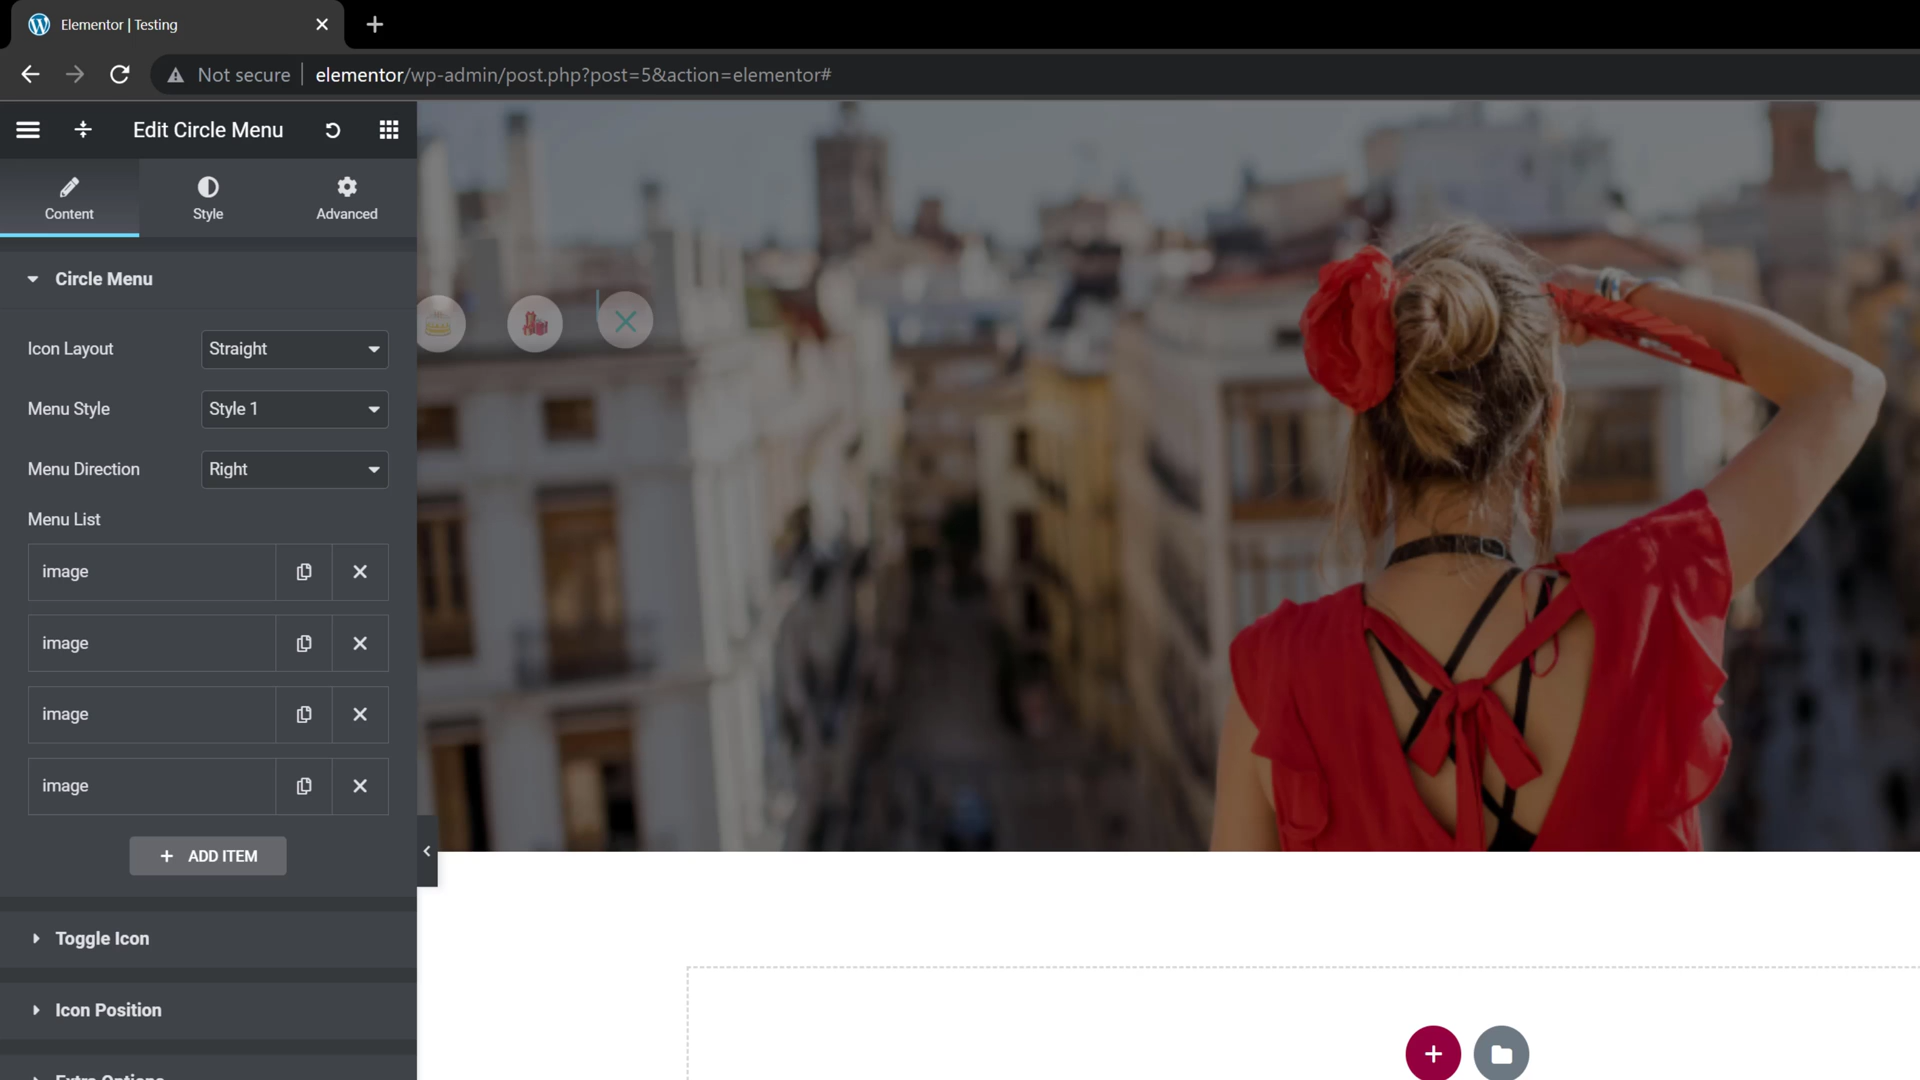 Elementor | Testing
Not secure
elementor/wp-admin/post.php?post=5&action=elementor#
Edit Circle Menu
Content
Style
Advanced
Circle Menu
Icon Layout
Straight
Menu Style
Style 1
Menu Direction
Right
Menu List
image
image
image
image
ADD ITEM
Toggle Icon
Icon Position
Extra Options